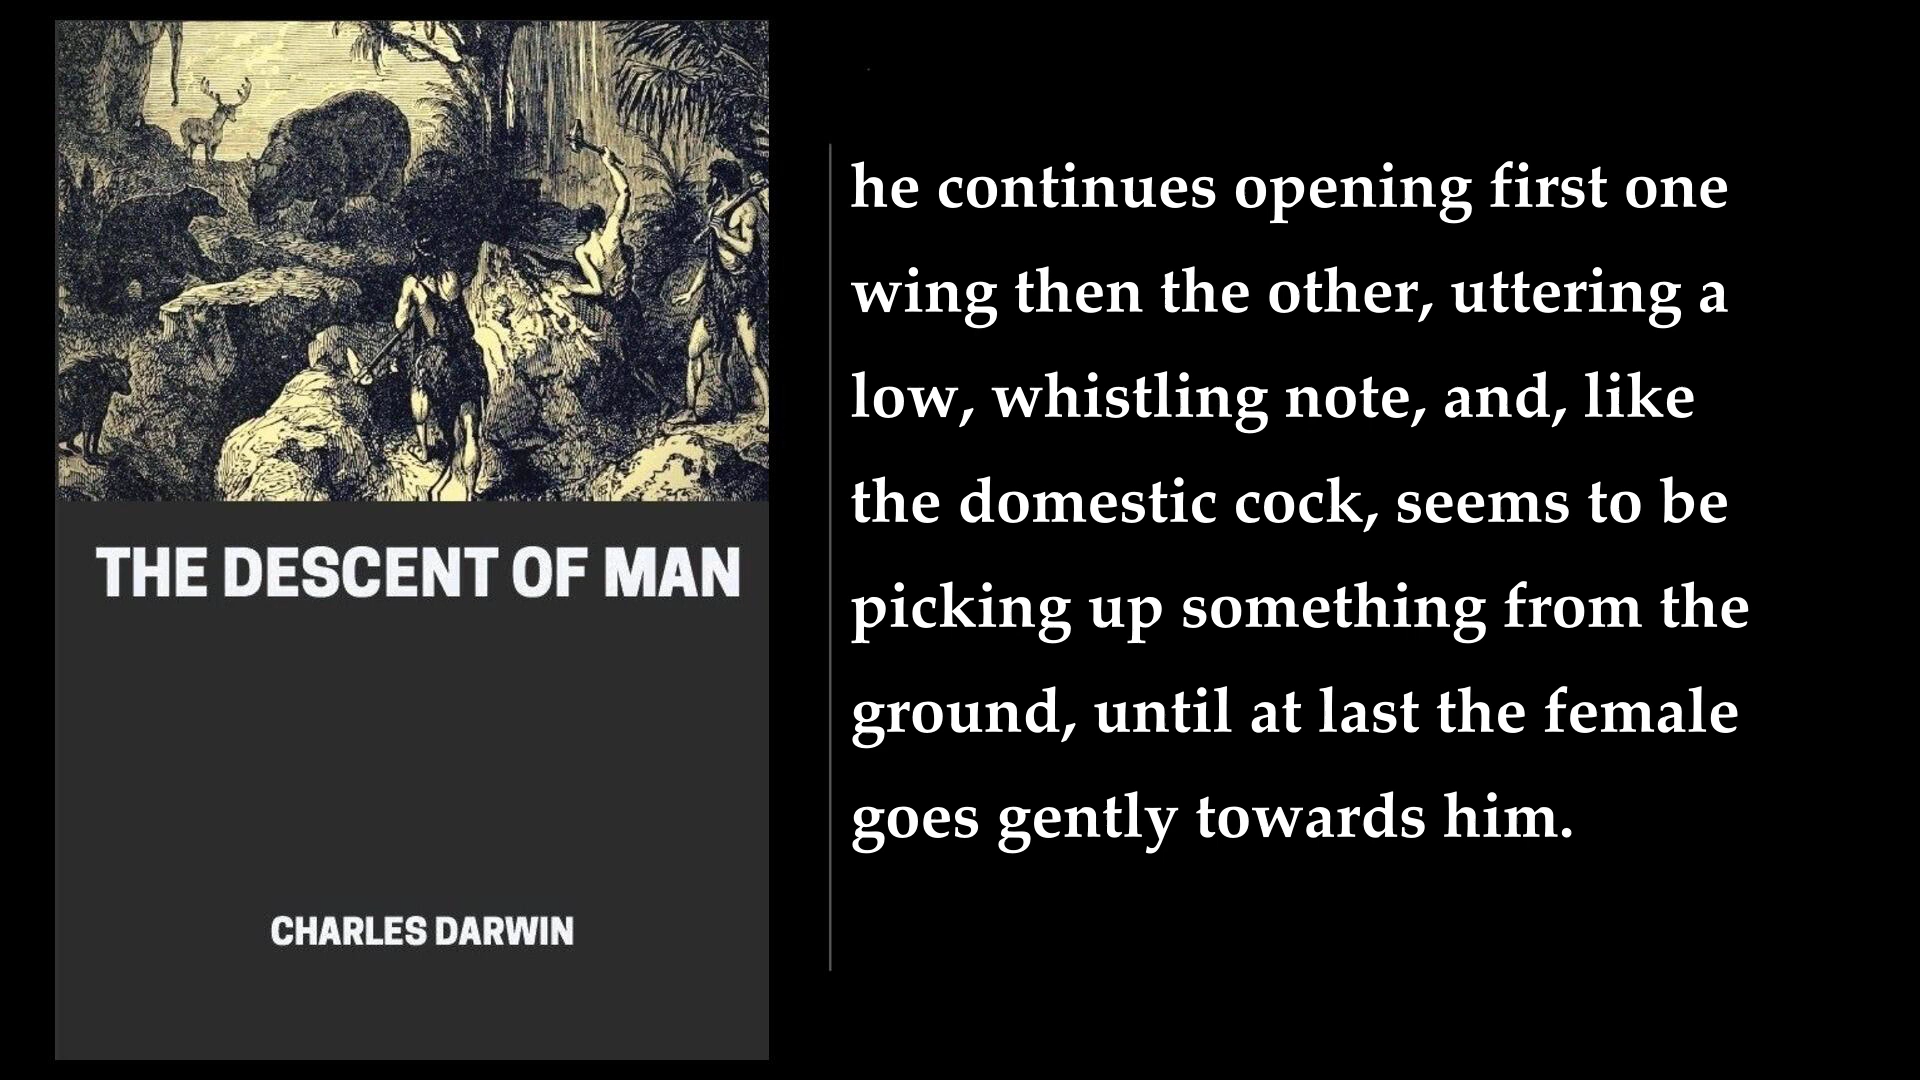 THE DESCENT OF MAN
CHARLES DARWIN
he continues opening first one
wing then the other, uttering a
low, whistling note, and, like
the domestic cock, seems to be
picking up something from the
ground, until at last the female
goes gently towards him.